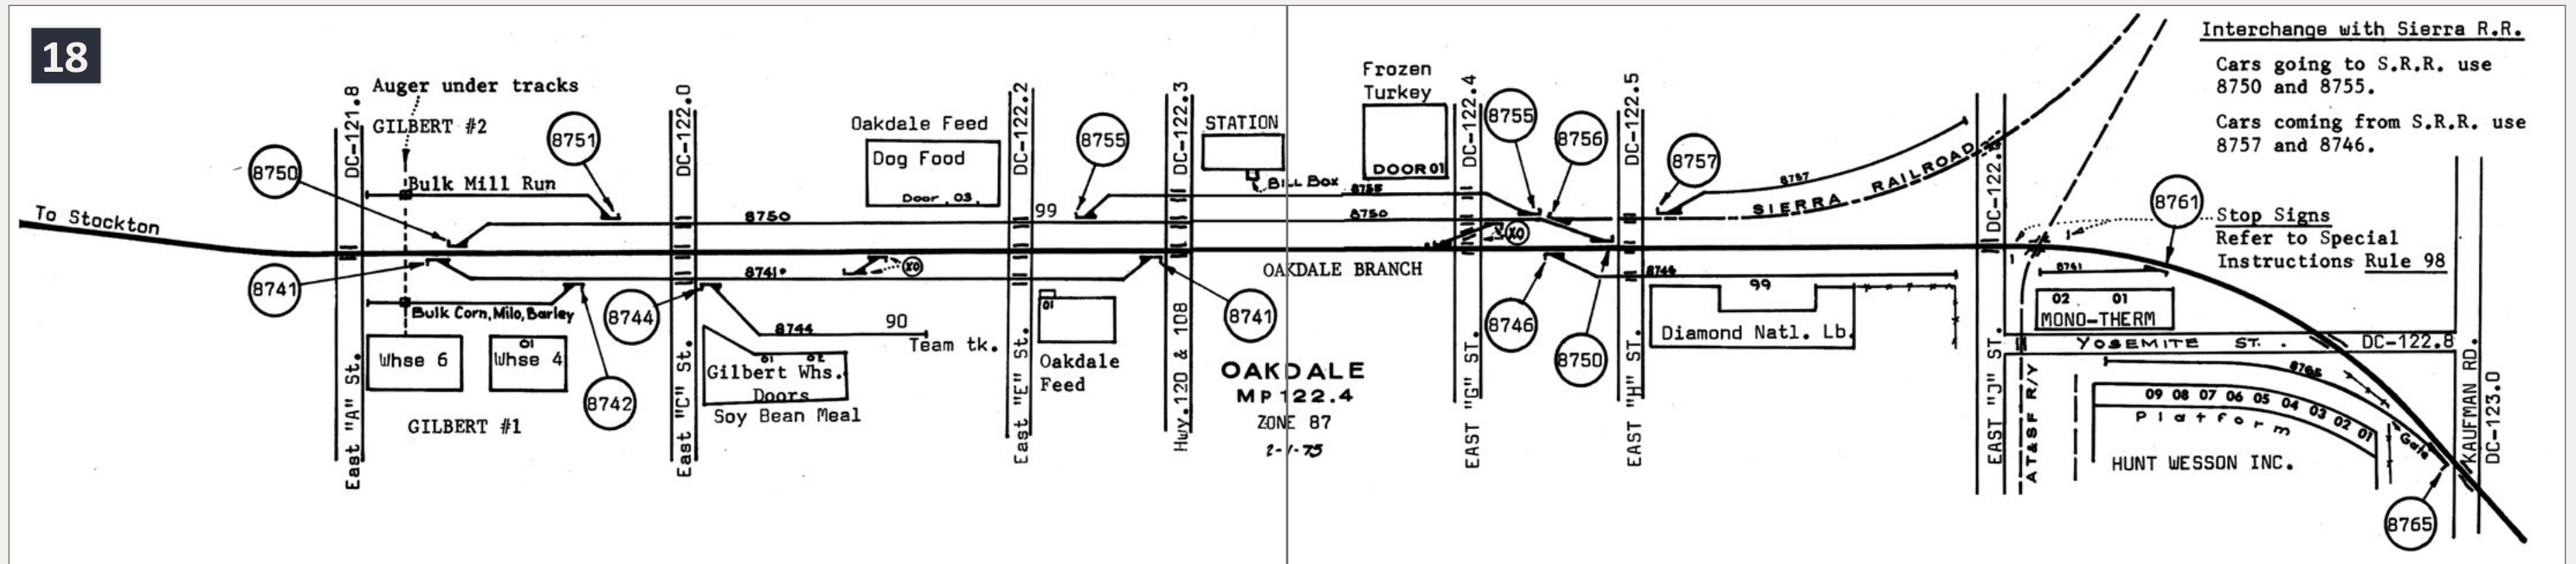 18
Interchange with Sierra R.R.
Cars going to S.R.R. use
8750 and 8755.
Cars coming from S.R.R. use
8757 and 8746.
Auger under tracks
GILBERT #2
DC-121.8
8750
8751
DC-122.0
Oakdale Feed
Dog Food
Door 03
DC-122.2
99
8755
DC-122.3
STATION
Bill Box
Frozen
Turkey
DOOR 01
DC-122.4
8755
8756
DC-122.5
8757
8757
SIERRA RAILROAD
DC-122.
8761
Stop Signs
Refer to Special
Instructions Rule 98
Bulk Mill Run
To Stockton
8750
8755
8750
XO
8741
8741
XO
OAKDALE BRANCH
8746
99
8761
02 01
MONO-THERM
Bulk Corn, Milo, Barley
8742
8744
8744
90
Team tk.
01
Oakdale
Feed
8741
8746
8750
Diamond Natl. Lb.
YOSEMITE ST.
DC-122.8
Whse 6
01
Whse 4
GILBERT #1
01 02
Gilbert Whs.
Doors
Soy Bean Meal
OAKDALE
MP 122.4
ZONE 87
2-1-75
8765
09 08 07 06 05 04 03 02 01
Platform
Gate
HUNT WESSON INC.
8765
East "A" St.
East "C" St.
East "E" St.
Hwy.120 & 108
EAST "G" ST.
EAST "H" ST.
EAST "J" ST.
AT&SF R/Y
KAUFMAN RD.
DC-123.0